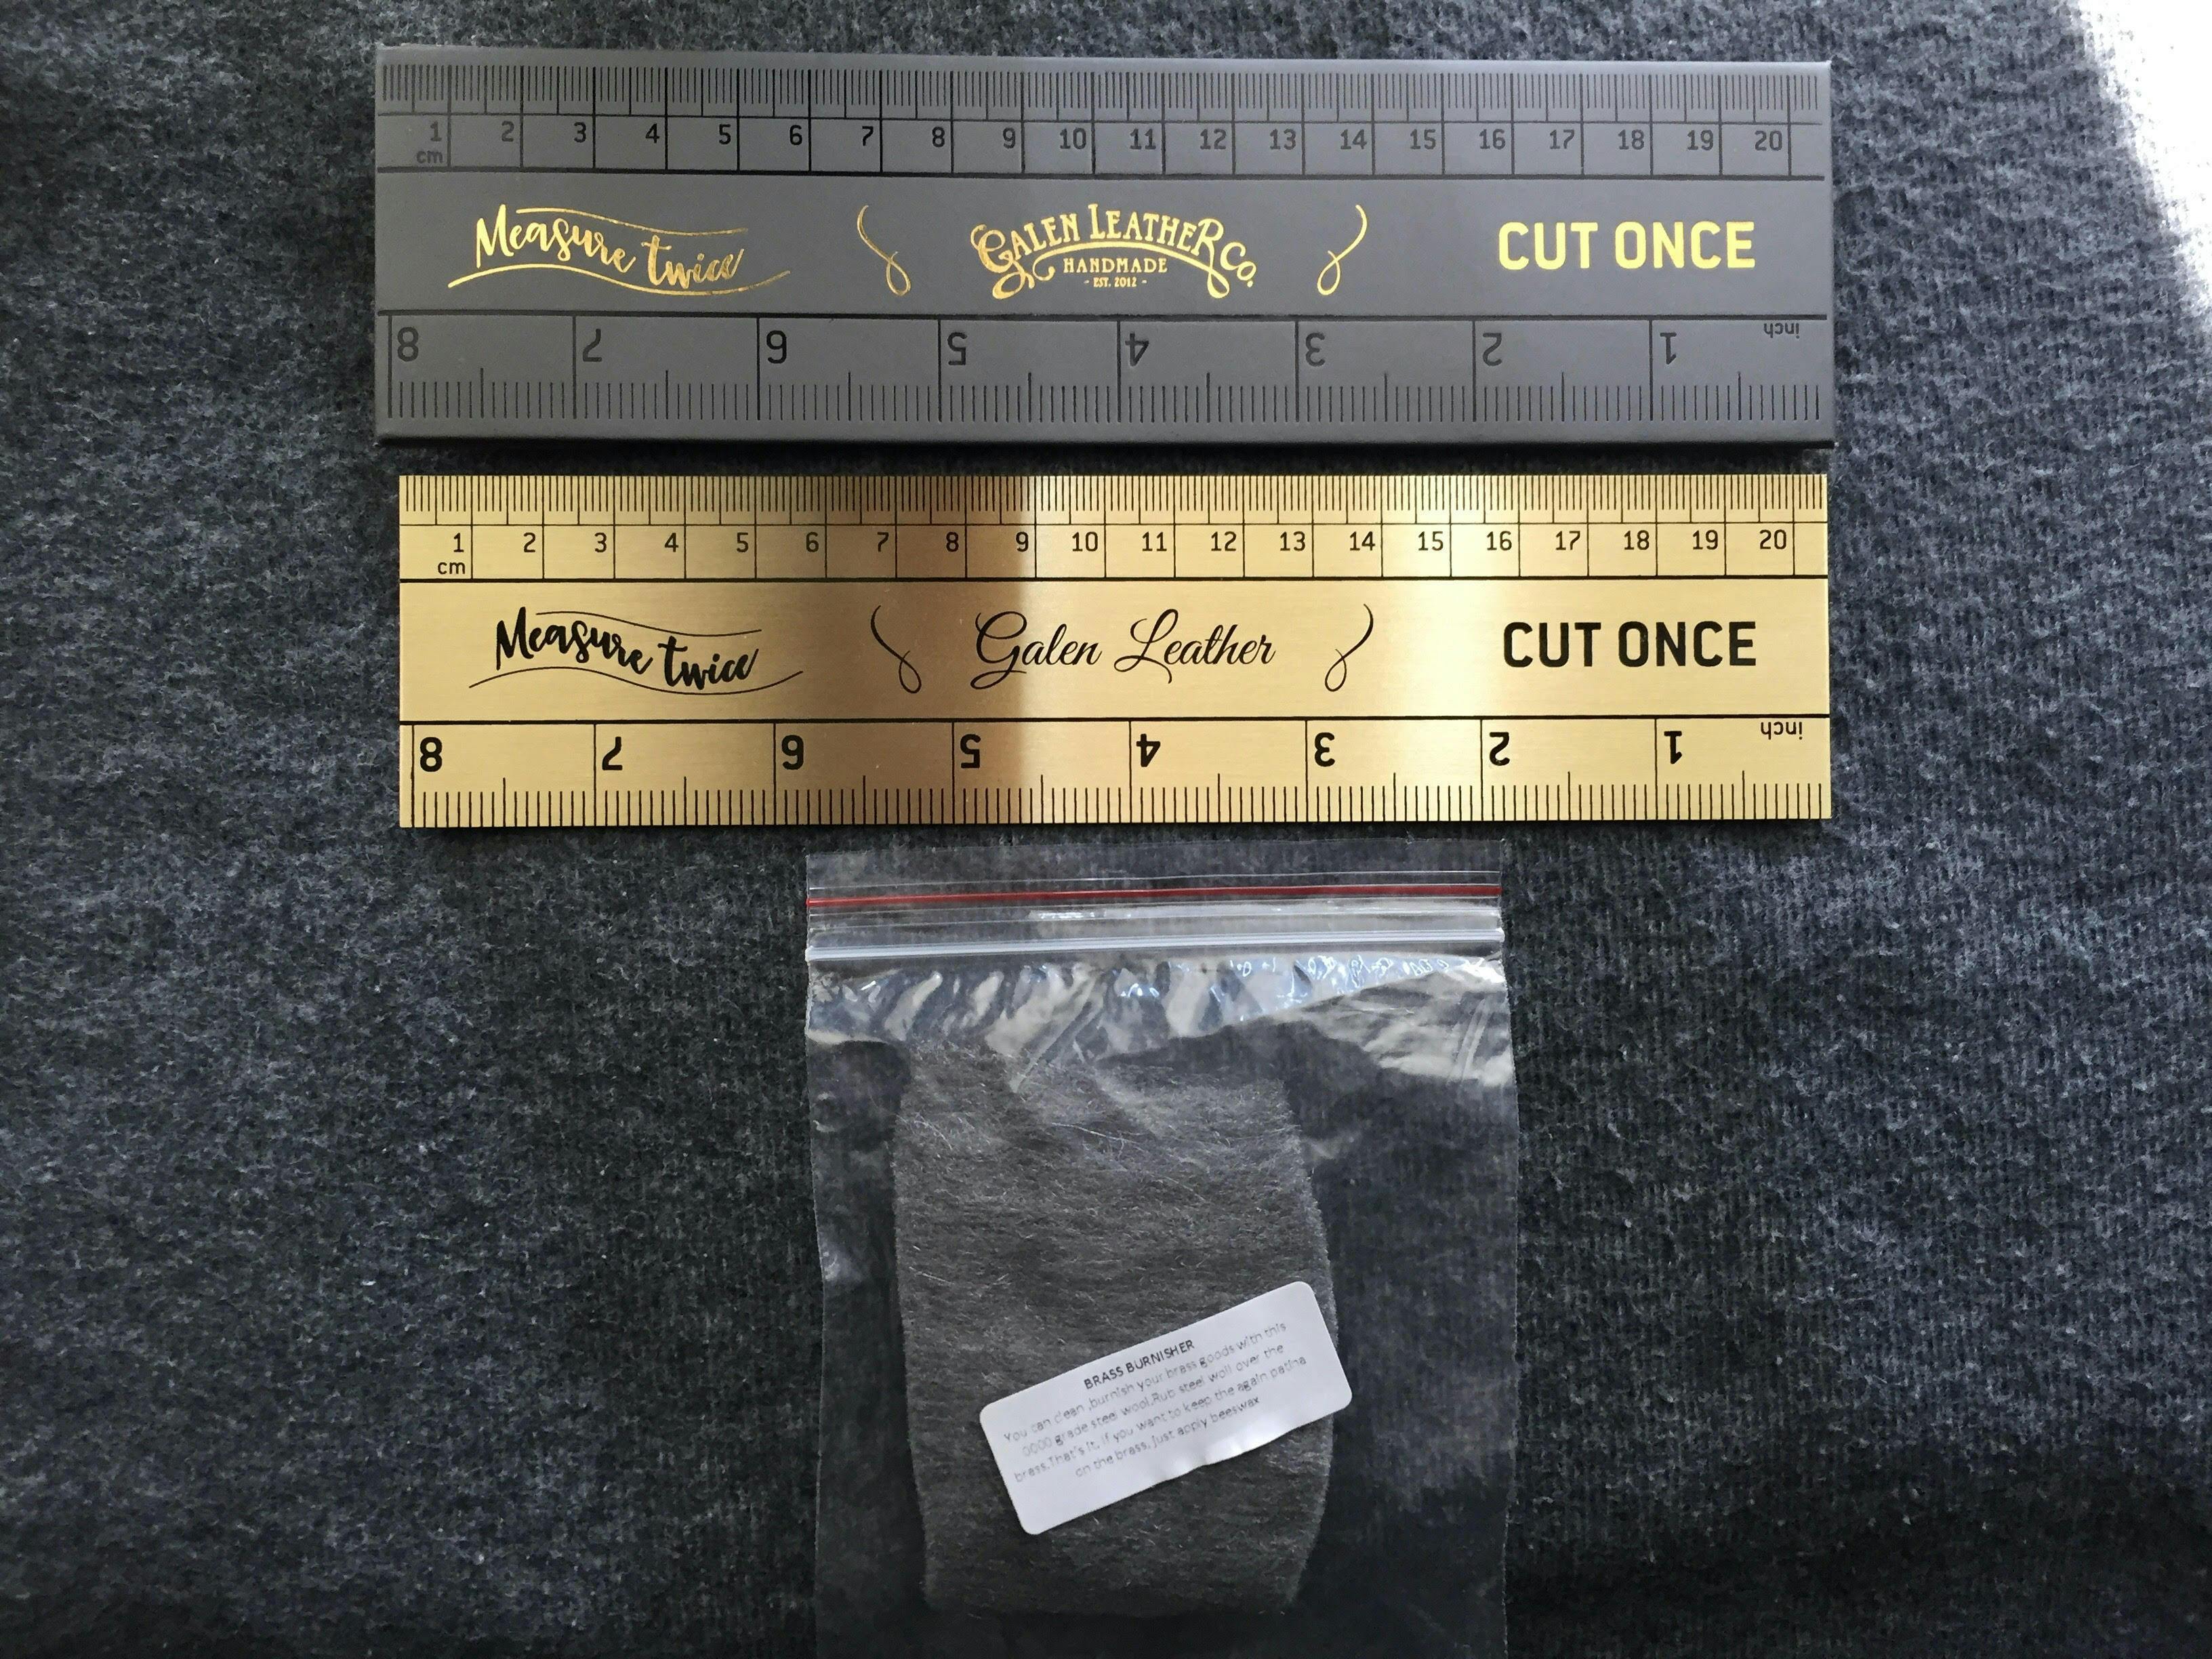 1 2 3 4 5 6 7 8 9 10 11 12 13 14 15 16 17 18 19 20
cm
Measure twice
GALEN LEATHER CO.
HANDMADE
- EST. 2012 -
CUT ONCE
8 7 6 5 4 3 2 1 inch
1 2 3 4 5 6 7 8 9 10 11 12 13 14 15 16 17 18 19 20
cm
Measure twice
Galen Leather
CUT ONCE
8 7 6 5 4 3 2 1 inch
BRASS BURNISHER
You can clean ,burnish your brass goods with this
0000 grade steel wool.Rub steel woll over the
brass.That's it. If you want to keep the again patina
on the brass, just apply beeswax